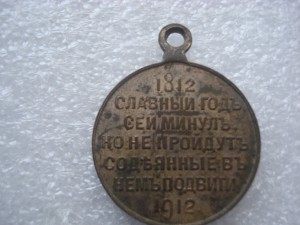 1812
СЛАВНЫЙ ГОДЪ
СЕЙ МИНУЛЪ
НО НЕ ПРОЙДУТЪ
СОДѢЯННЫЕ ВЪ
НЕМЪ ПОДВИГИ
1912